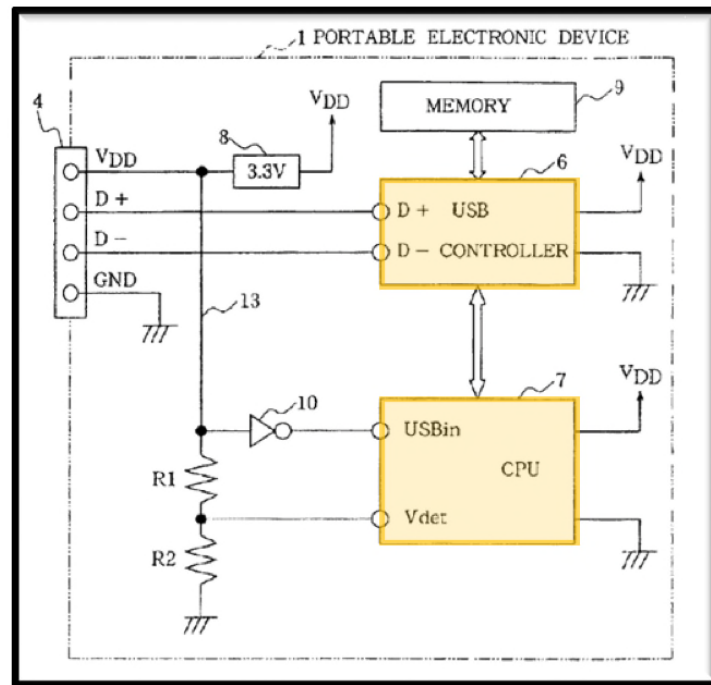 1 PORTABLE ELECTRONIC DEVICE
4
VDD
8
3.3V
VDD
MEMORY
9
D+
D-
GND
6
D+ USB
D- CONTROLLER
VDD
13
10
7
USBin
CPU
Vdet
VDD
R1
R2